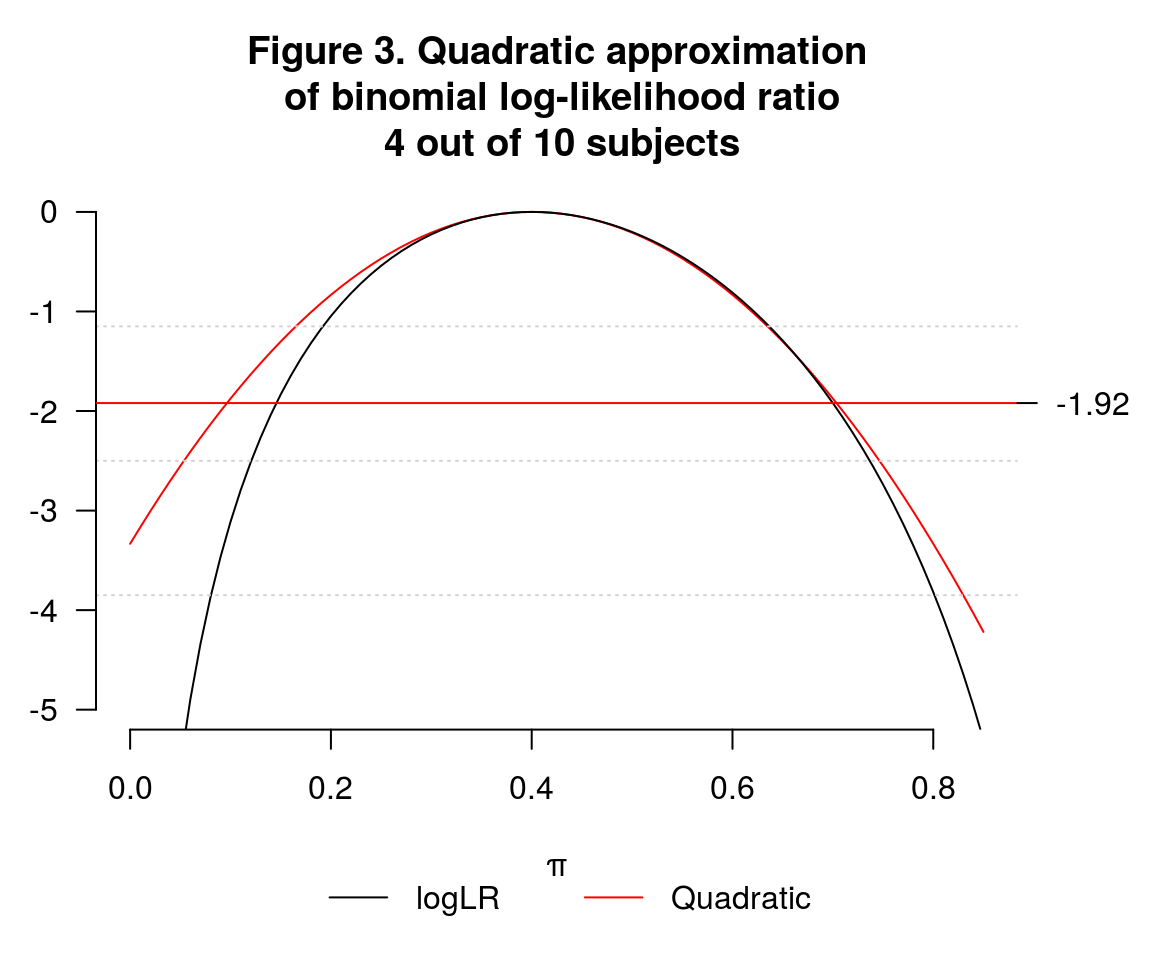 Figure 3. Quadratic approximation
of binomial log-likelihood ratio
4 out of 10 subjects
0
-1
-2
-3
-4
-5
-1.92
0.0 0.2 0.4 0.6 0.8
π
logLR Quadratic